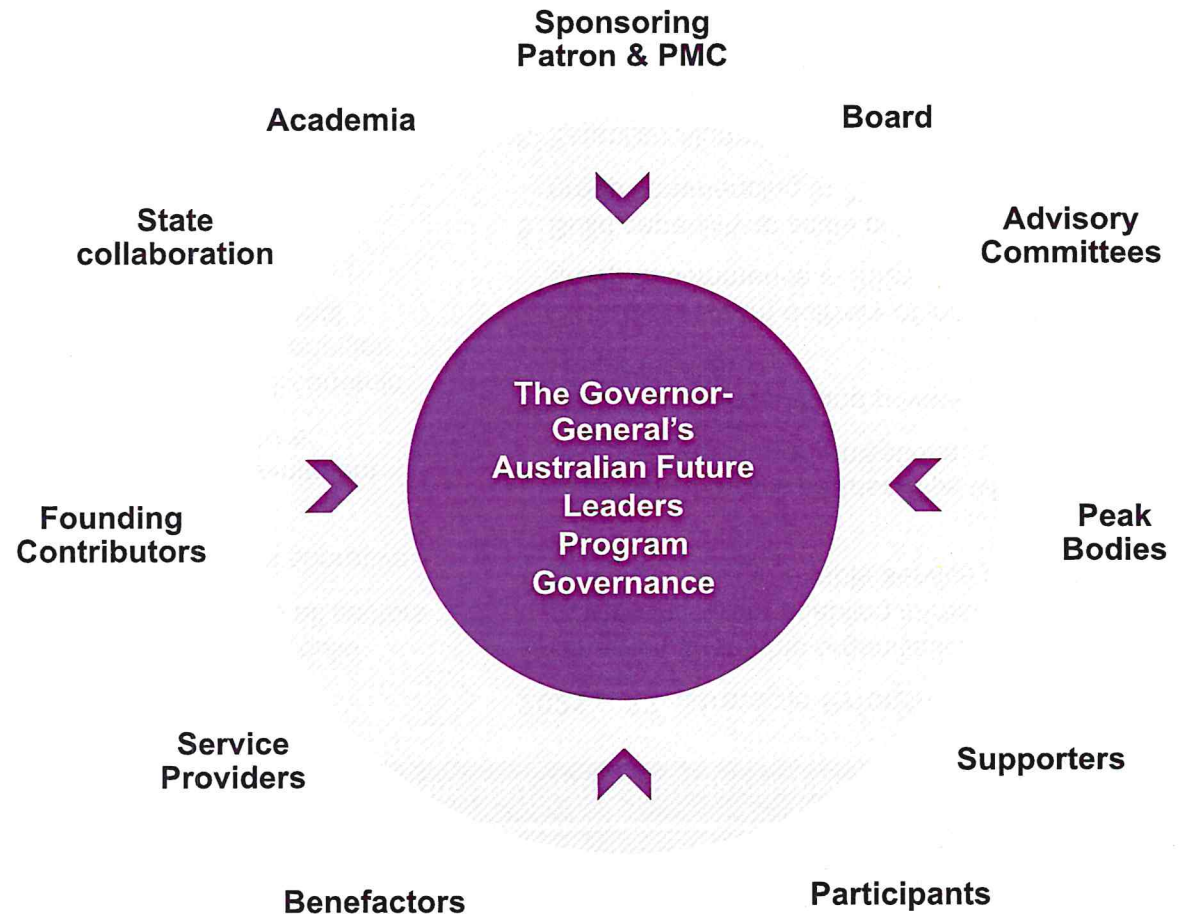 Sponsoring
Patron & PMC
Academia
Board
State
collaboration
Advisory
Committees
The Governor-
General's
Australian Future
Leaders
Program
Governance
Founding
Contributors
Peak
Bodies
Service
Providers
Supporters
Benefactors
Participants